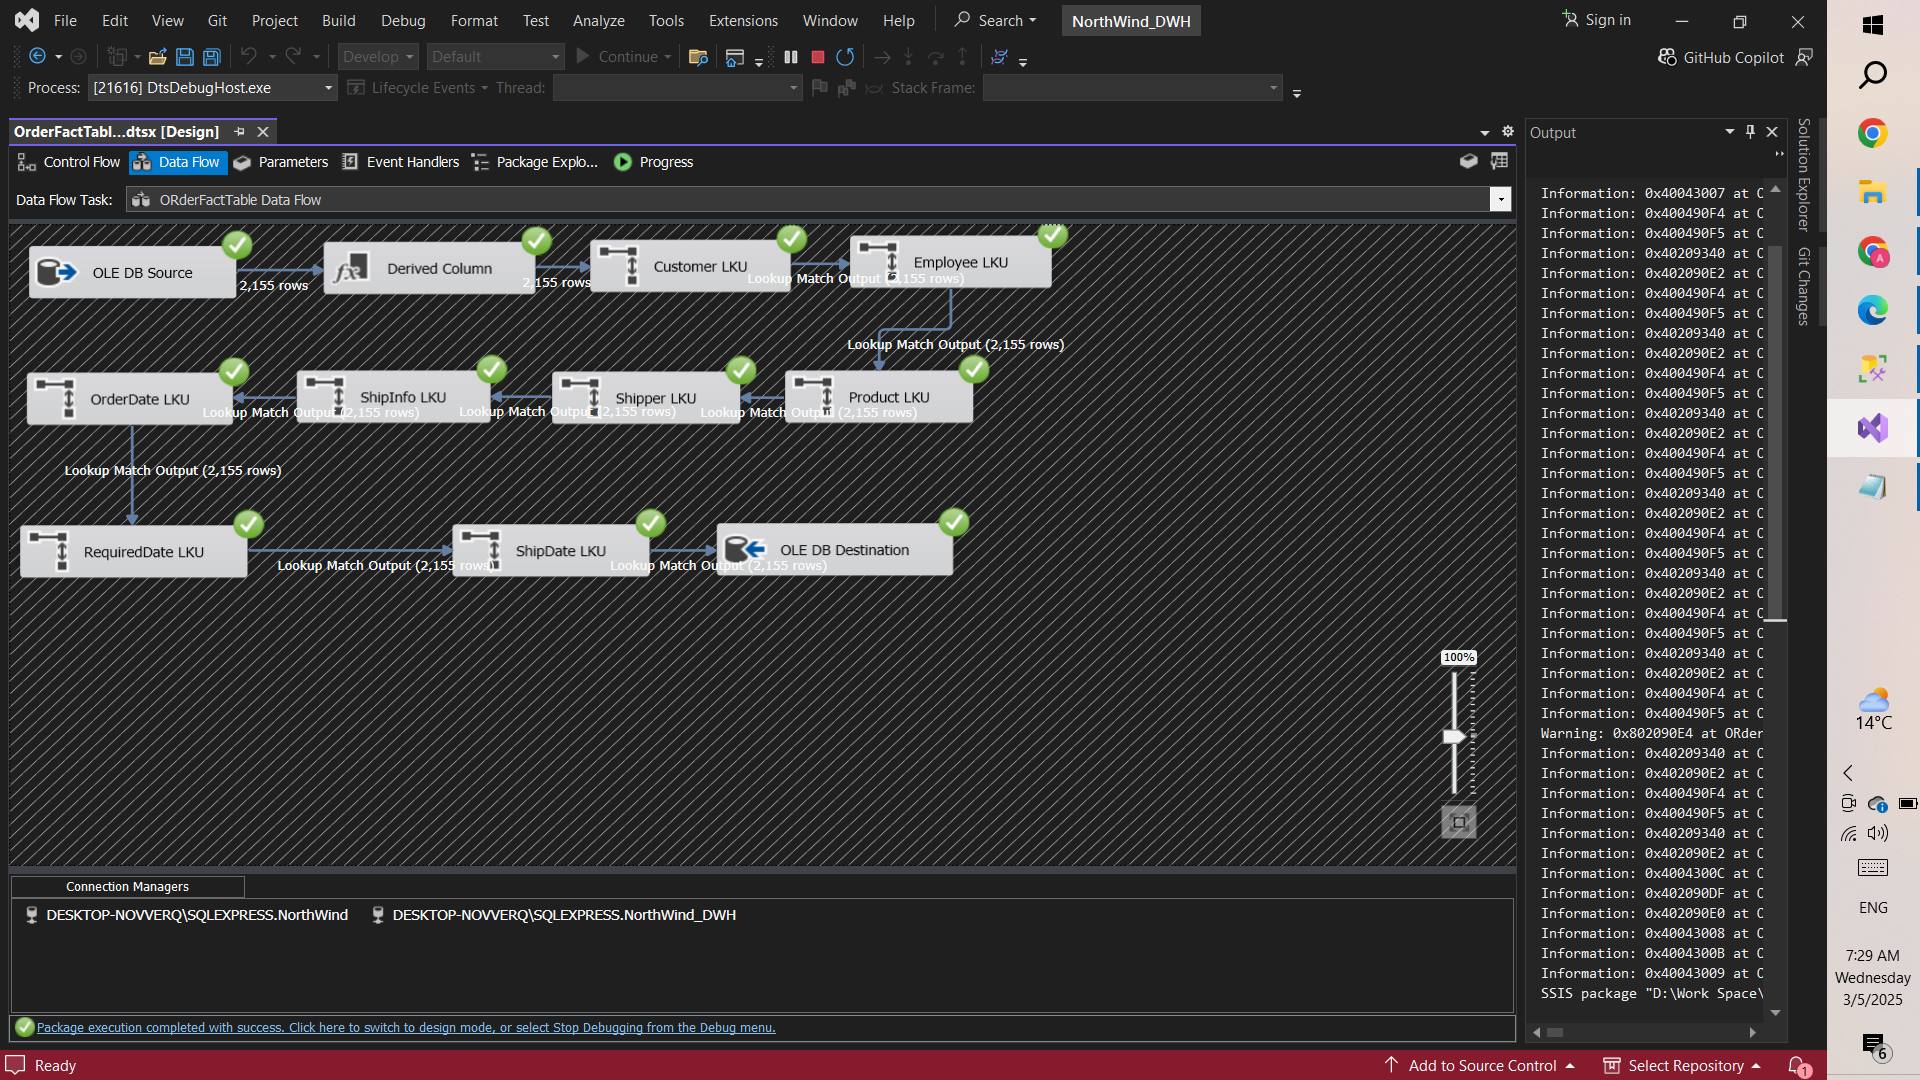 File Edit View Git Project Build Debug Format Test Analyze Tools Extensions Window Help Search NorthWind_DWH Sign in
Develop Default Continue GitHub Copilot
Process: [21616] DtsDebugHost.exe Lifecycle Events Thread: Stack Frame:
OrderFactTabl...dtsx [Design]
Control Flow Data Flow Parameters Event Handlers Package Explo... Progress
Data Flow Task: ORderFactTable Data Flow
OLE DB Source
2,155 rows
Derived Column
2,155 rows
Customer LKU
Lookup Match Output (2,155 rows)
Employee LKU
Lookup Match Output (2,155 rows)
Product LKU
Lookup Match Output (2,155 rows)
Shipper LKU
Lookup Match Output (2,155 rows)
ShipInfo LKU
Lookup Match Output (2,155 rows)
OrderDate LKU
Lookup Match Output (2,155 rows)
RequiredDate LKU
Lookup Match Output (2,155 rows)
ShipDate LKU
Lookup Match Output (2,155 rows)
OLE DB Destination
100%
Connection Managers
DESKTOP-NOVVERQ\SQLEXPRESS.NorthWind DESKTOP-NOVVERQ\SQLEXPRESS.NorthWind_DWH
Package execution completed with success. Click here to switch to design mode, or select Stop Debugging from the Debug menu.
Output
Information: 0x40043007 at O
Information: 0x400490F4 at O
Information: 0x400490F5 at O
Information: 0x40209340 at O
Information: 0x402090E2 at O
Information: 0x400490F4 at O
Information: 0x400490F5 at O
Information: 0x40209340 at O
Information: 0x402090E2 at O
Information: 0x400490F4 at O
Information: 0x400490F5 at O
Information: 0x40209340 at O
Information: 0x402090E2 at O
Information: 0x400490F4 at O
Information: 0x400490F5 at O
Information: 0x40209340 at O
Information: 0x402090E2 at O
Information: 0x400490F4 at O
Information: 0x400490F5 at O
Information: 0x40209340 at O
Information: 0x402090E2 at O
Information: 0x400490F4 at O
Information: 0x400490F5 at O
Information: 0x40209340 at O
Information: 0x402090E2 at O
Information: 0x400490F4 at O
Information: 0x400490F5 at O
Warning: 0x802090E4 at ORder
Information: 0x40209340 at O
Information: 0x402090E2 at O
Information: 0x400490F4 at O
Information: 0x400490F5 at O
Information: 0x40209340 at O
Information: 0x402090E2 at O
Information: 0x4004300C at O
Information: 0x402090DF at O
Information: 0x402090E0 at O
Information: 0x40043008 at O
Information: 0x4004300B at O
Information: 0x40043009 at O
SSIS package "D:\Work Space\
Solution Explorer
Git Changes
A
14°C
ENG
7:29 AM
Wednesday
3/5/2025
6
Ready Add to Source Control Select Repository 1